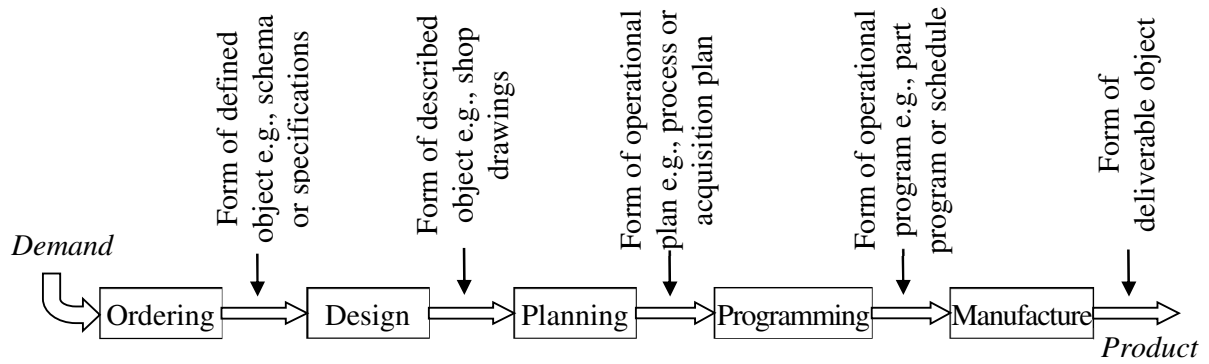 Form of defined
object e.g., schema
or specifications
Form of described
object e.g., shop
drawings
Form of operational
plan e.g., process or
acquisition plan
Form of operational
program e.g., part
program or schedule
Form of
deliverable object
Demand
Ordering
Design
Planning
Programming
Manufacture
Product